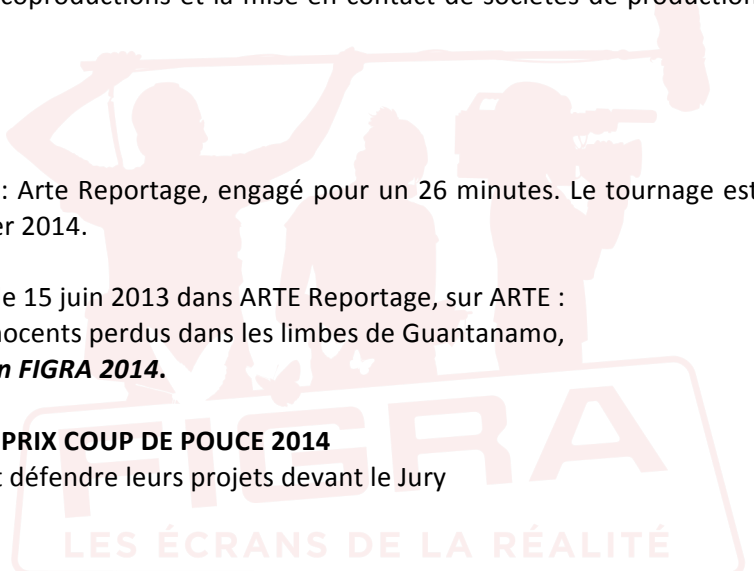 coproductions et la mise en contact de sociétés de production
: Arte Reportage, engagé pour un 26 minutes. Le tournage est
er 2014.
e 15 juin 2013 dans ARTE Reportage, sur ARTE :
nocents perdus dans les limbes de Guantanamo,
n FIGRA 2014.
PRIX COUP DE POUCE 2014
t défendre leurs projets devant le Jury
FIGRA
LES ÉCRANS DE LA RÉALITÉ